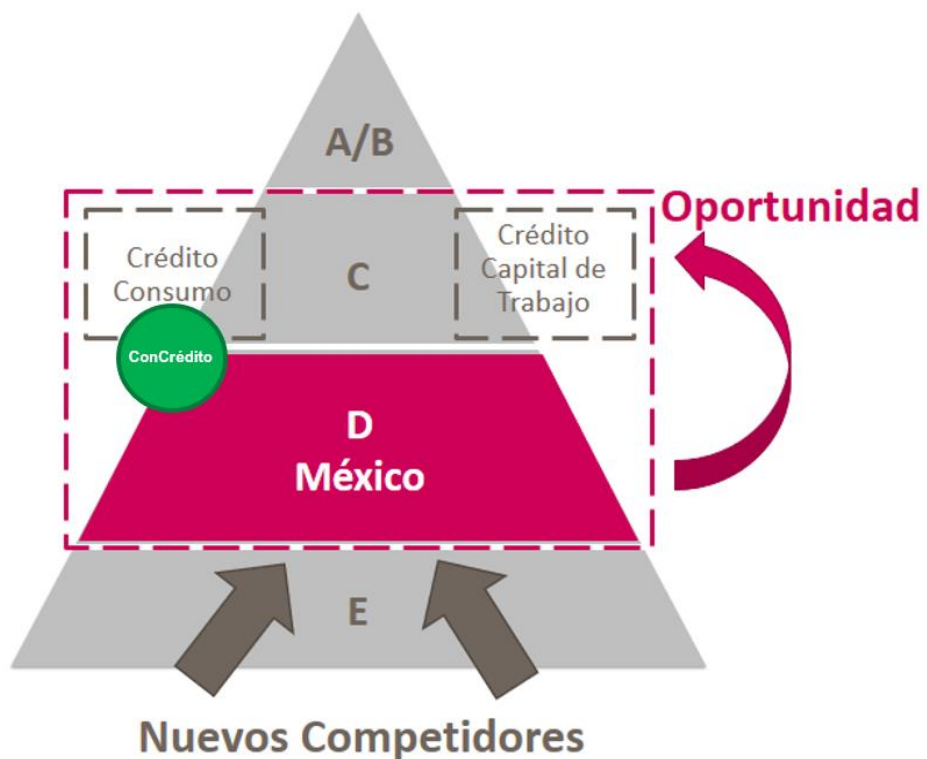 A/B
Oportunidad
Crédito
Consumo
C
Crédito
Capital de
Trabajo
ConCrédito
D
México
E
Nuevos Competidores